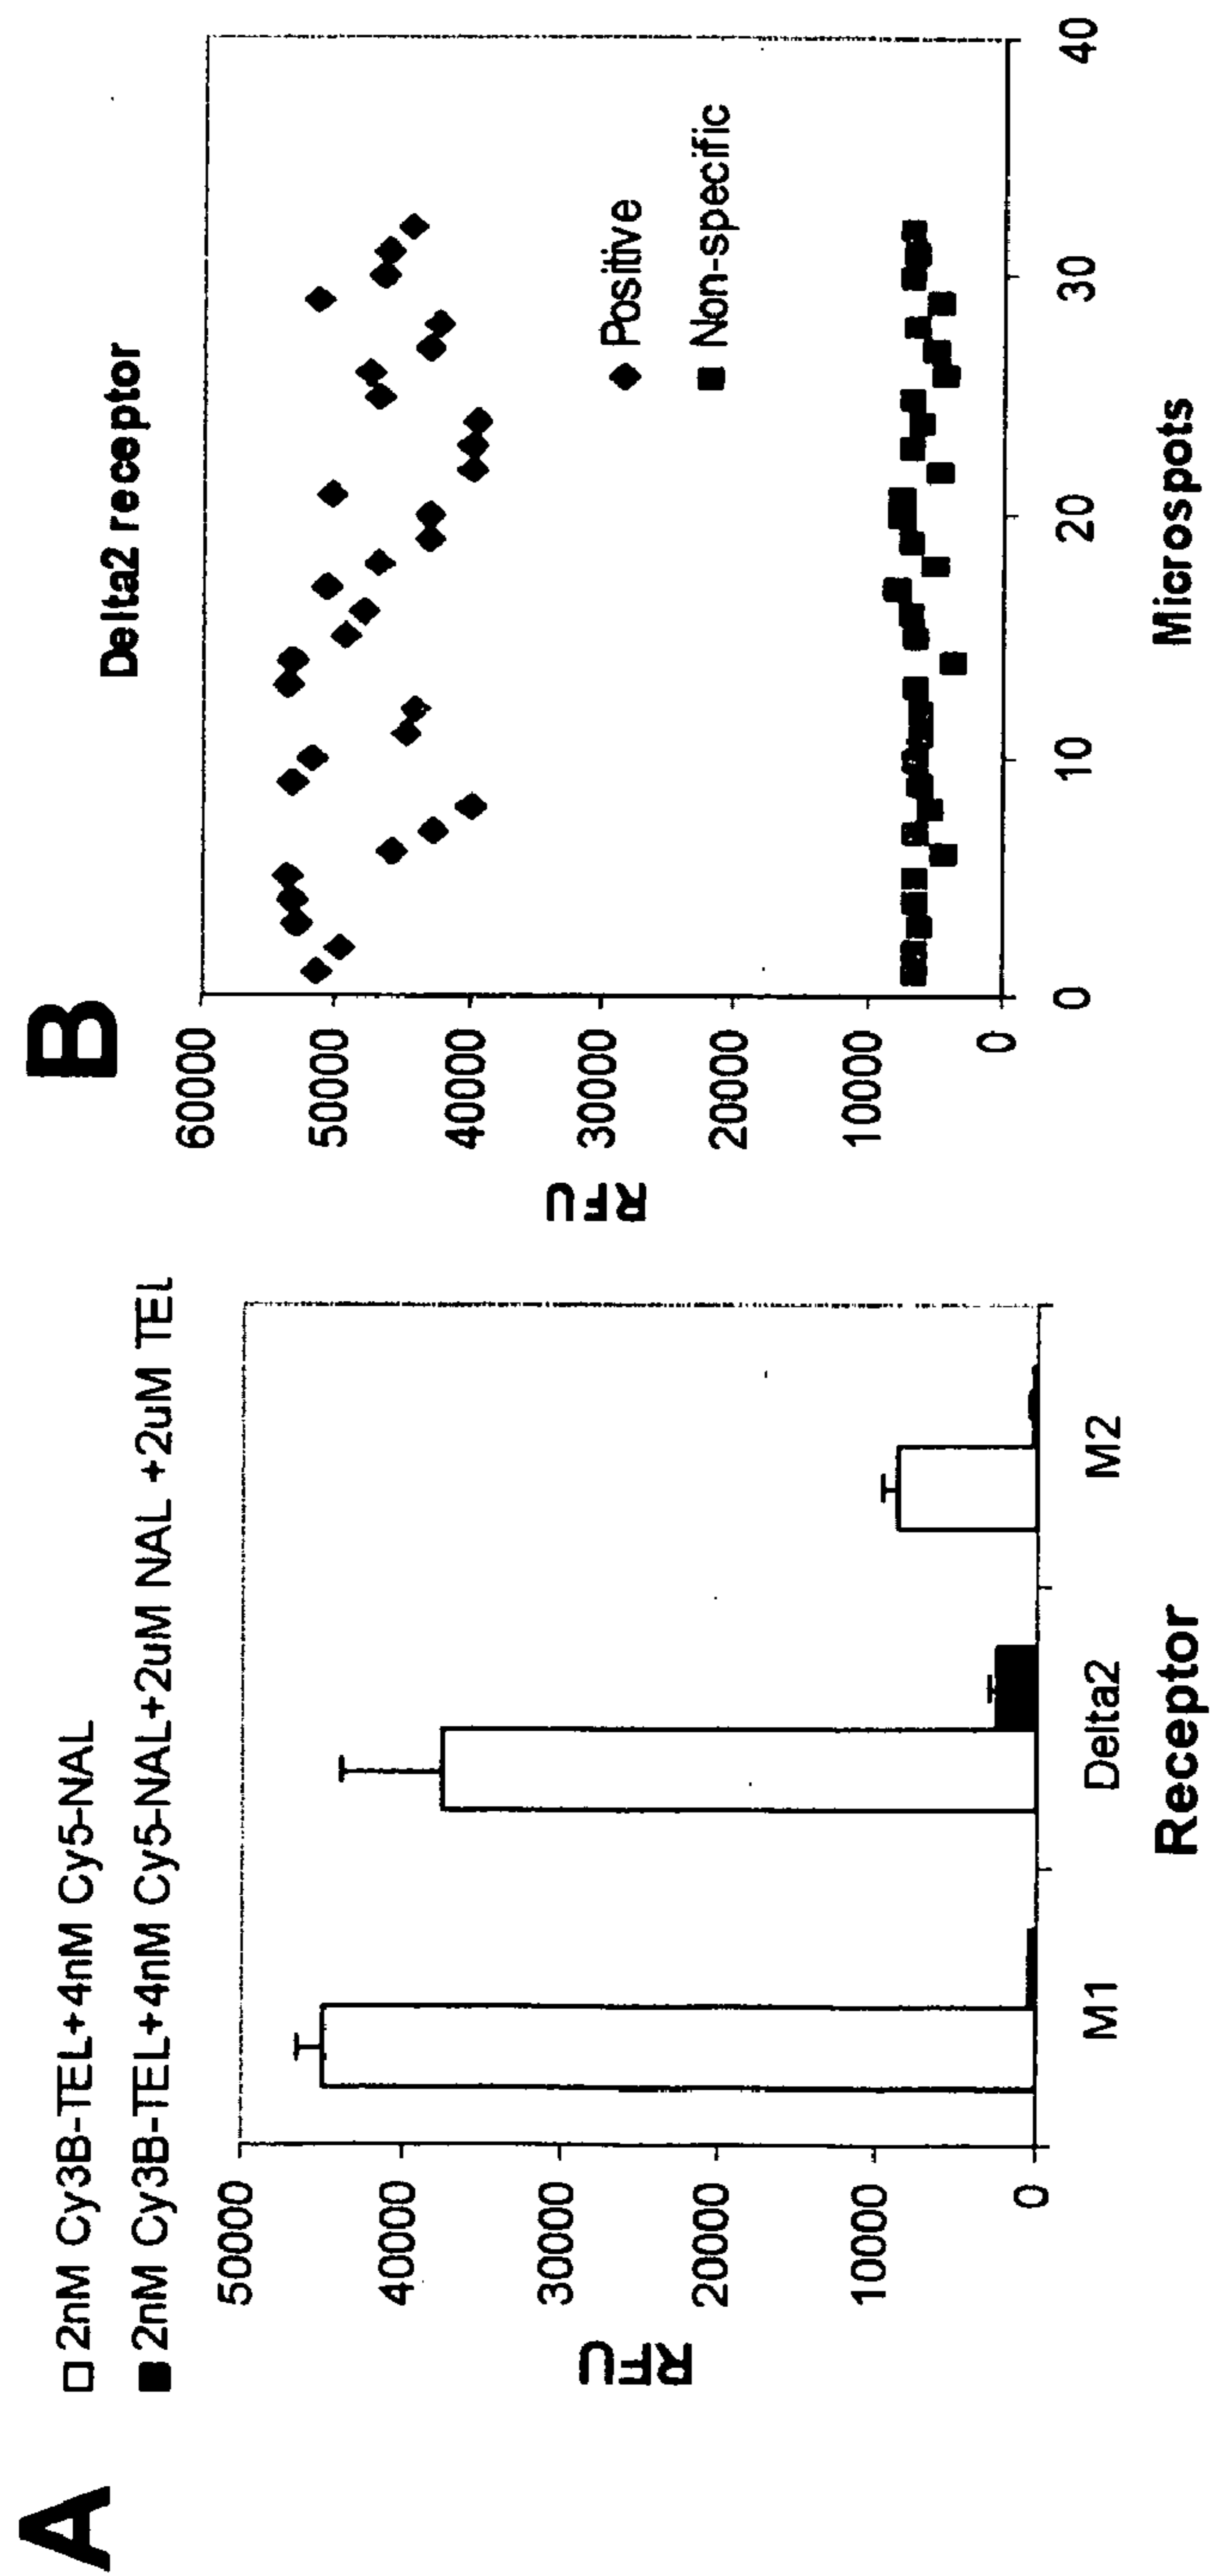 A
□ 2nM Cy3B-TEL+4nM Cy5-NAL
■ 2nM Cy3B-TEL+4nM Cy5-NAL+2uM NAL +2uM TEL
50000
40000
30000
20000
10000
0
RFU
M1
Delta2
M2
Receptor
B
Delta2 receptor
60000
50000
40000
30000
20000
10000
0
RFU
◆ Positive
■ Non-specific
0
10
20
30
40
Microspots